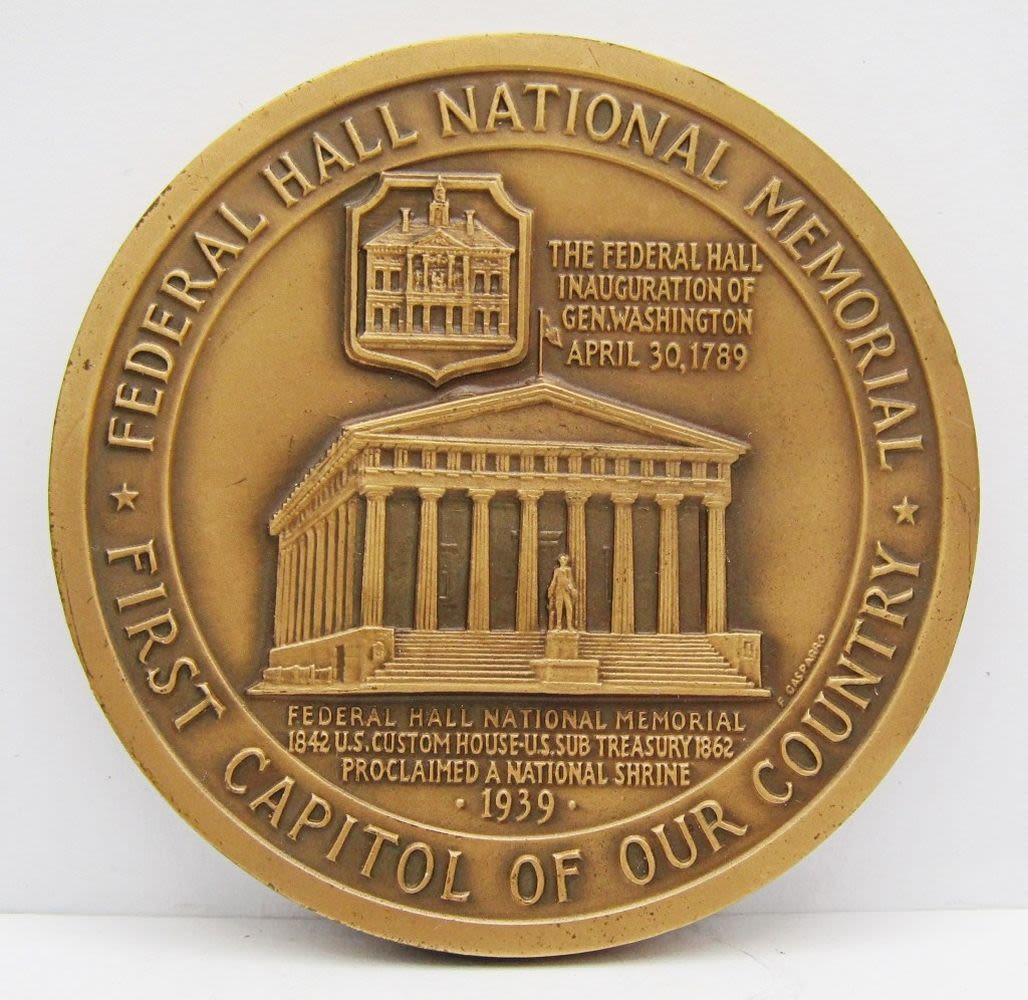 FEDERAL HALL NATIONAL MEMORIAL
THE FEDERAL HALL
INAUGURATION OF
GEN.WASHINGTON
APRIL 30,1789
F. GASPARRO
FEDERAL HALL NATIONAL MEMORIAL
1842 U.S. CUSTOM HOUSE-U.S. SUB TREASURY 1862
PROCLAIMED A NATIONAL SHRINE
· 1939 ·
★ FIRST CAPITOL OF OUR COUNTRY ★